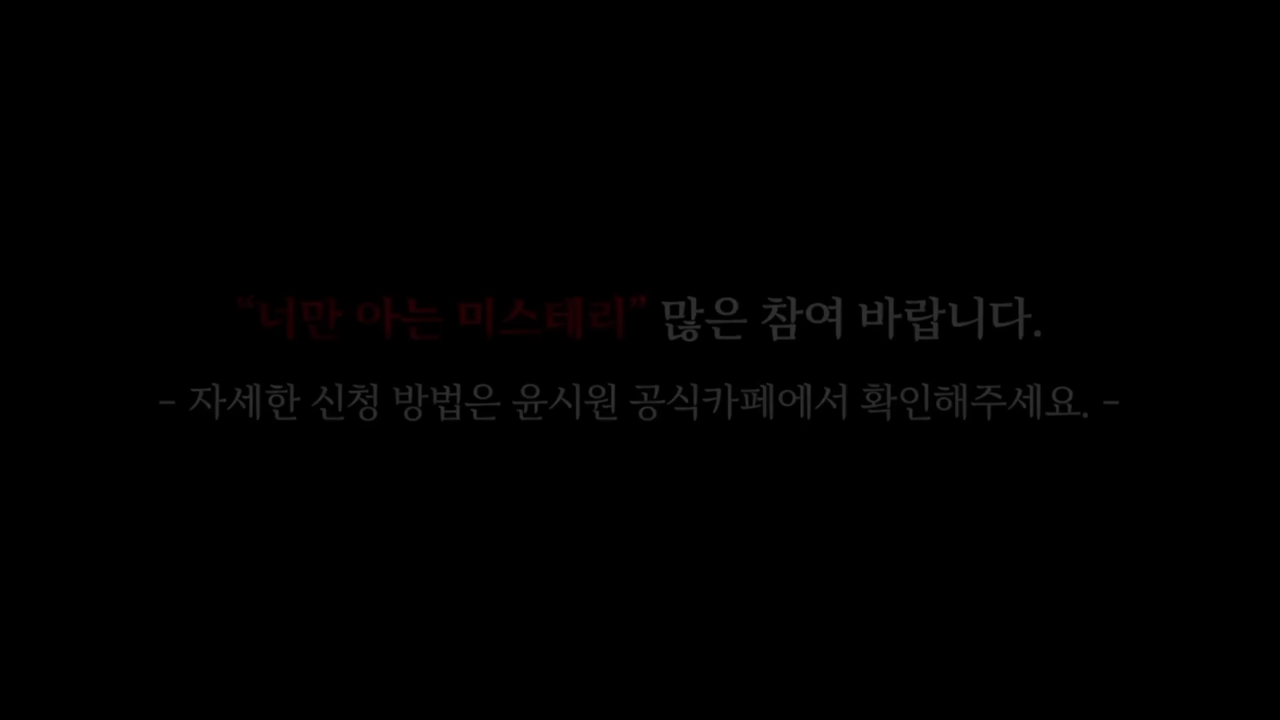 “너만 아는 미스테리” 많은 참여 바랍니다.
- 자세한 신청 방법은 윤시원 공식카페에서 확인해주세요. -